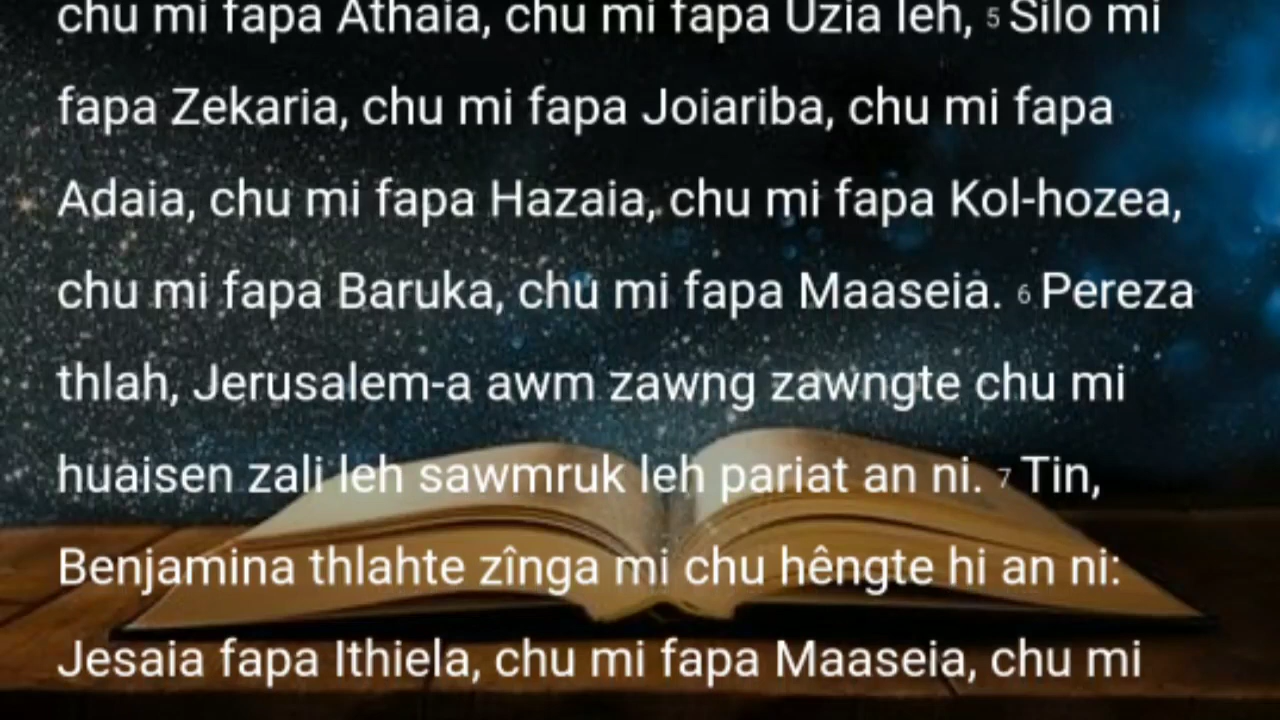 chu mi fapa Athaia, chu mi fapa Uzia leh, 5 Silo mi
fapa Zekaria, chu mi fapa Joiariba, chu mi fapa
Adaia, chu mi fapa Hazaia, chu mi fapa Kol-hozea,
chu mi fapa Baruka, chu mi fapa Maaseia. 6 Pereza
thlah, Jerusalem-a awm zawng zawngte chu mi
huaisen zali leh sawmruk leh pariat an ni. 7 Tin,
Benjamina thlahte zînga mi chu hêngte hi an ni:
Jesaia fapa Ithiela, chu mi fapa Maaseia, chu mi